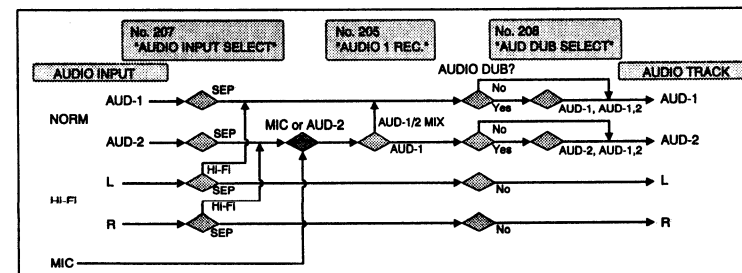 No. 207
"AUDIO INPUT SELECT"
No. 205
"AUDIO 1 REC."
No. 208
"AUD DUB SELECT"
AUDIO INPUT
AUDIO DUB?
AUDIO TRACK
AUD-1
SEP
No
Yes
AUD-1, AUD-1,2
AUD-1
NORM
AUD-2
SEP
MIC or AUD-2
AUD-1/2 MIX
AUD-1
No
Yes
AUD-2, AUD-1,2
AUD-2
L
Hi-Fi
SEP
No
L
HI-FI
R
Hi-Fi
SEP
No
R
MIC